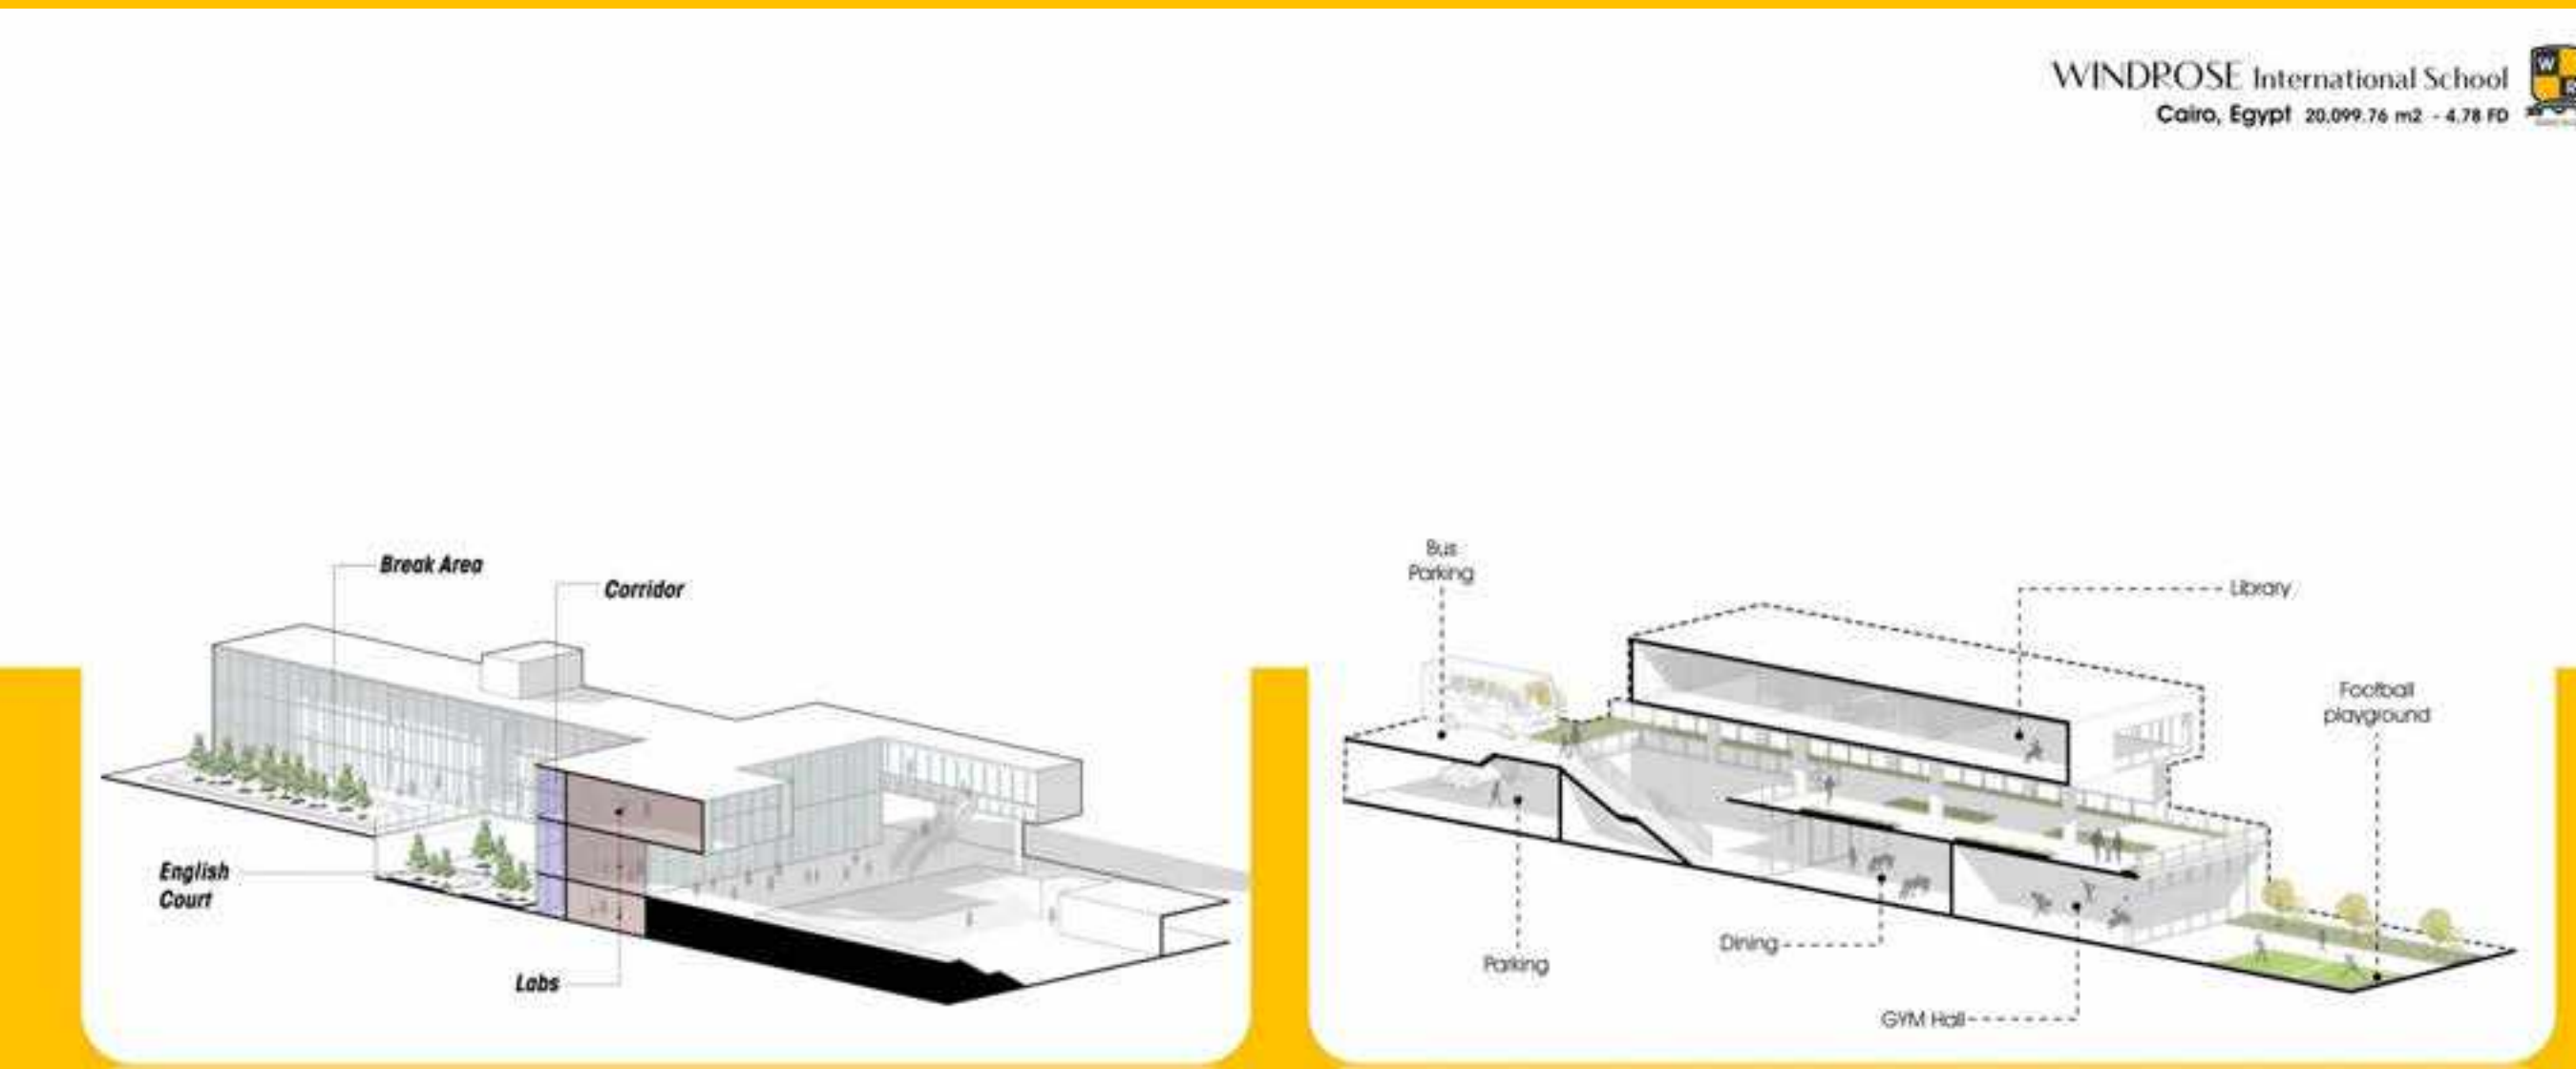 WINDROSE International School
Cairo, Egypt 20,099.76 m2 - 4.78 FD
W
Break Area
Corridor
English
Court
Labs
Bus
Parking
Library
Football
playground
Parking
Dining
GYM Hall